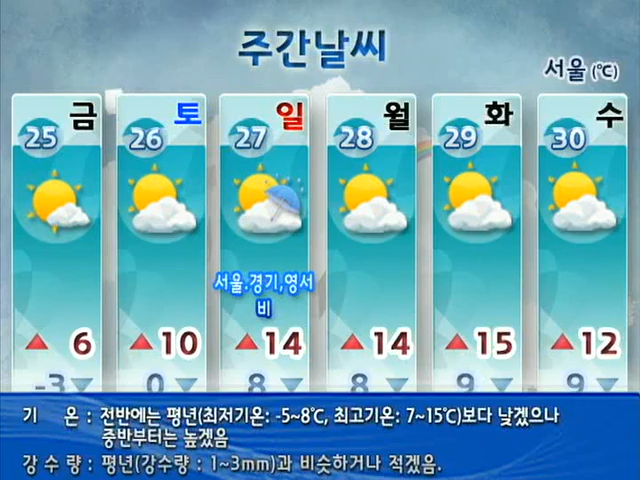 주간날씨
서울(℃)
금 토 일 월 화 수
25 26 27 28 29 30
서울.경기,영서
비
▲ 6 ▲ 10 ▲ 14 ▲ 14 ▲ 15 ▲ 12
-3 ▼ 0 ▼ 8 ▼ 8 ▼ 9 ▼ 9 ▼
기 온 : 전반에는 평년(최저기온: -5~8℃, 최고기온: 7~15℃)보다 낮겠으나
중반부터는 높겠음
강 수 량 : 평년(강수량 : 1~3mm)과 비슷하거나 적겠음.